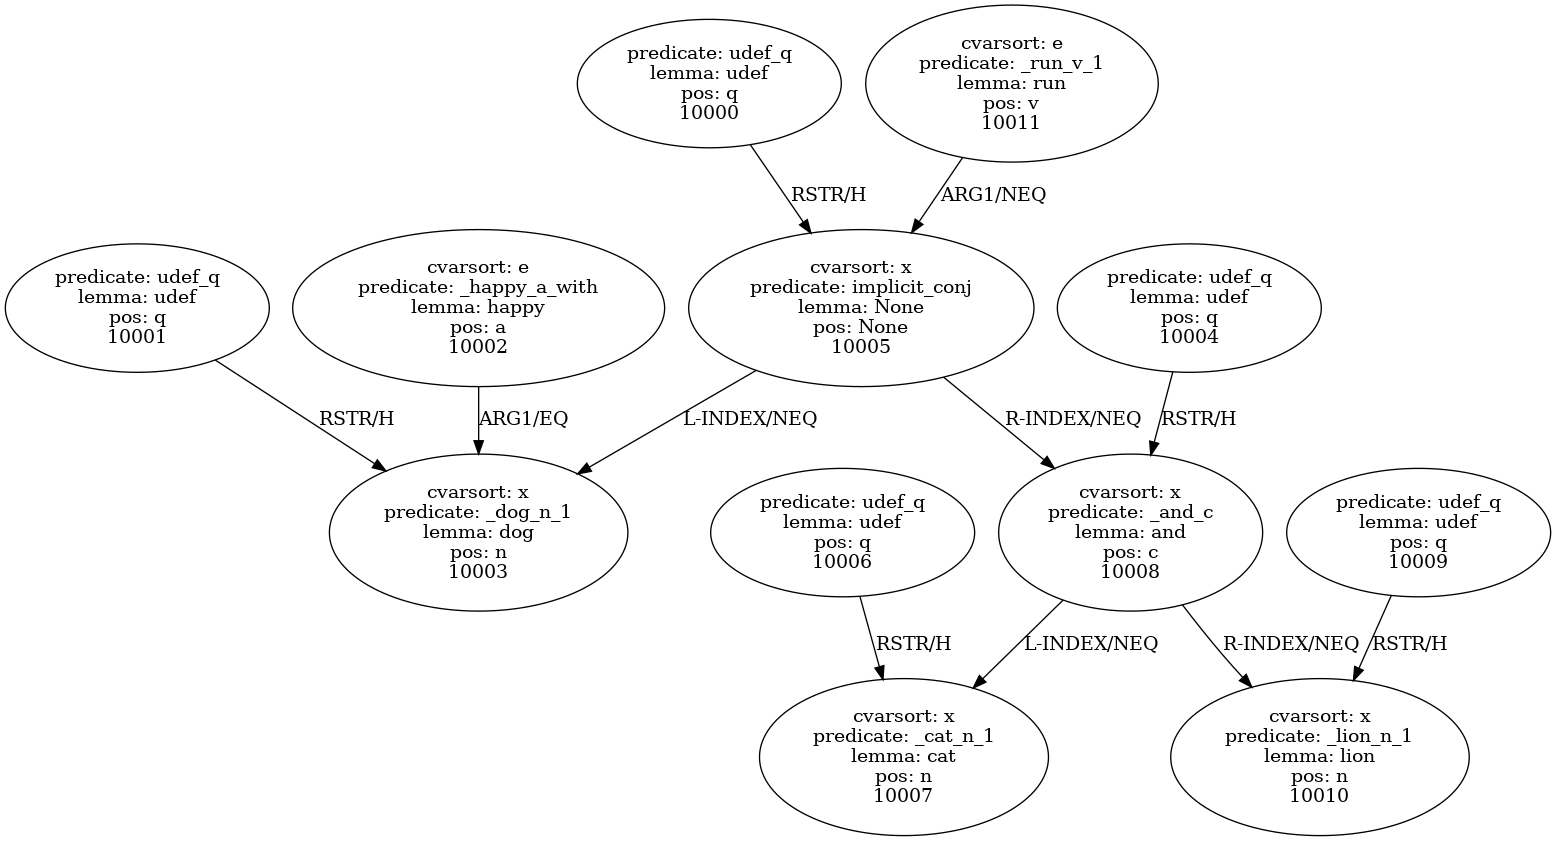 predicate: udef_q
lemma: udef
pos: q
10000
cvarsort: e
predicate: _run_v_1
lemma: run
pos: v
10011
RSTR/H
ARG1/NEQ
predicate: udef_q
lemma: udef
pos: q
10001
cvarsort: e
predicate: _happy_a_with
lemma: happy
pos: a
10002
cvarsort: x
predicate: implicit_conj
lemma: None
pos: None
10005
predicate: udef_q
lemma: udef
pos: q
10004
RSTR/H
ARG1/EQ
L-INDEX/NEQ
R-INDEX/NEQ
RSTR/H
cvarsort: x
predicate: _dog_n_1
lemma: dog
pos: n
10003
predicate: udef_q
lemma: udef
pos: q
10006
cvarsort: x
predicate: _and_c
lemma: and
pos: c
10008
predicate: udef_q
lemma: udef
pos: q
10009
RSTR/H
L-INDEX/NEQ
R-INDEX/NEQ
RSTR/H
cvarsort: x
predicate: _cat_n_1
lemma: cat
pos: n
10007
cvarsort: x
predicate: _lion_n_1
lemma: lion
pos: n
10010